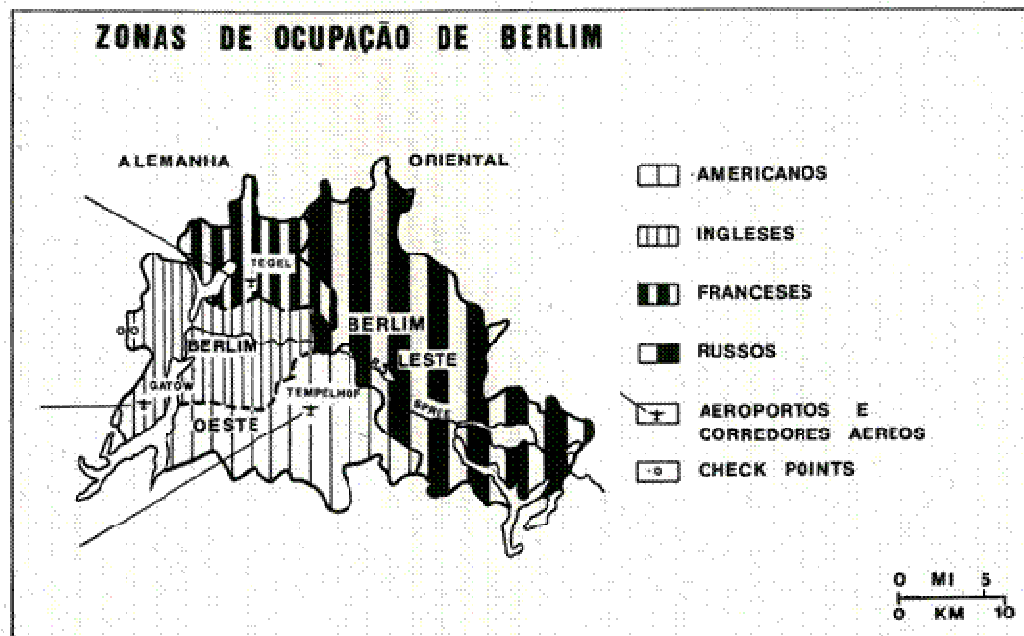 ZONAS DE OCUPAÇÃO DE BERLIM
ALEMANHA ORIENTAL
TEGEL
BERLIM
LESTE
BERLIM
OESTE
GATOW
TEMPELHOF
SPREE
AMERICANOS
INGLESES
FRANCESES
RUSSOS
AEROPORTOS E
CORREDORES AEREOS
CHECK POINTS
0 MI 5
0 KM 10